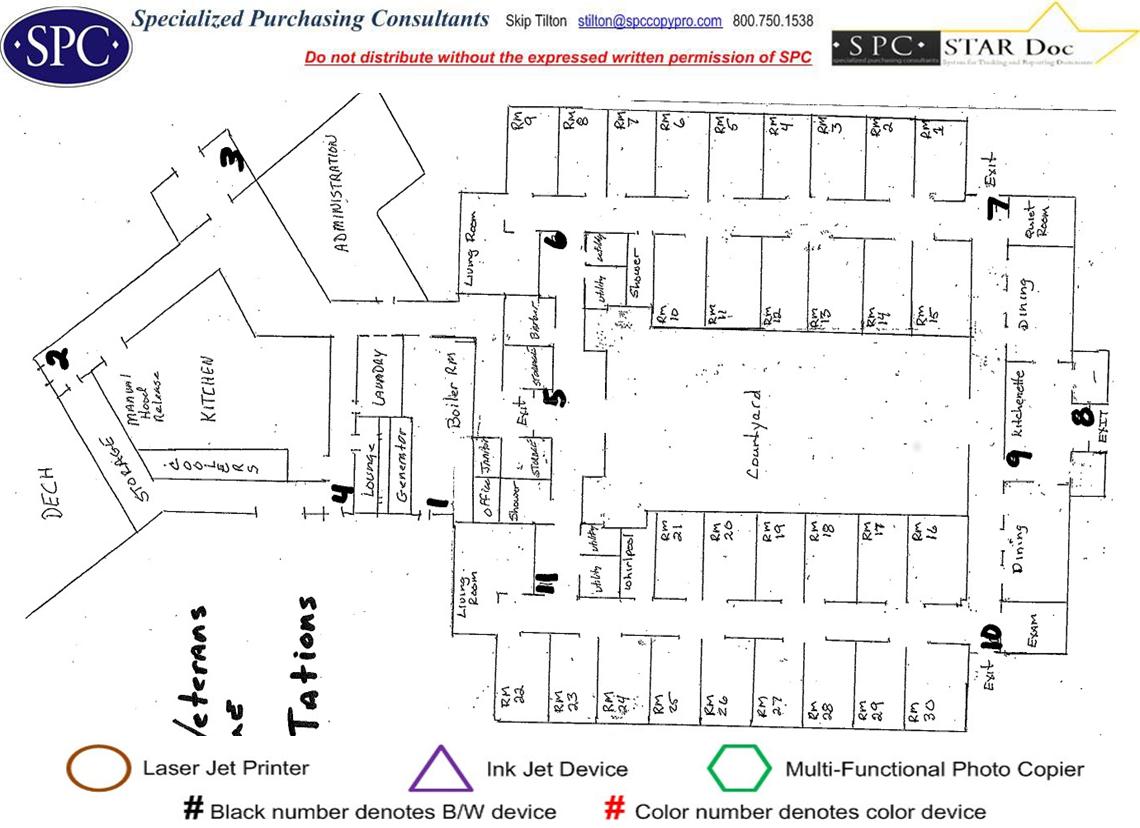 SPC
Specialized Purchasing Consultants Skip Tilton stilton@spccopypro.com 800.750.1538
Do not distribute without the expressed written permission of SPC
· S P C · STAR Doc
specialized purchasing consultants System for Tracking and Reporting Documents
RM 9
RM 8
RM 7
RM 6
RM 5
RM 4
RM 3
RM 2
RM 1
Exit
3
ADMINISTRATION
Living Room
6
utility
utility
Shower
7
Quiet Room
RM 10
RM 11
RM 12
RM 13
RM 14
RM 15
Dining
2
MANUAL
Hood
Release
KITCHEN
LAUNDRY
Boiler RM
Barbur
STORAGE
Exit
5
Courtyard
Kitchenette
8
EXIT
9
DECH
STORAGE
COOLERS
4
Lounge
Generator
1
Office
Janitor
STORAGE
Shower
utility
utility
Whirlpool
RM 21
RM 20
RM 19
RM 18
RM 17
RM 16
Dining
Living
Room
11
10
Exit
EXAM
RM 22
RM 23
RM 24
RM 25
RM 26
RM 27
RM 28
RM 29
RM 30
Veterans
Tations
Laser Jet Printer Ink Jet Device Multi-Functional Photo Copier
# Black number denotes B/W device # Color number denotes color device